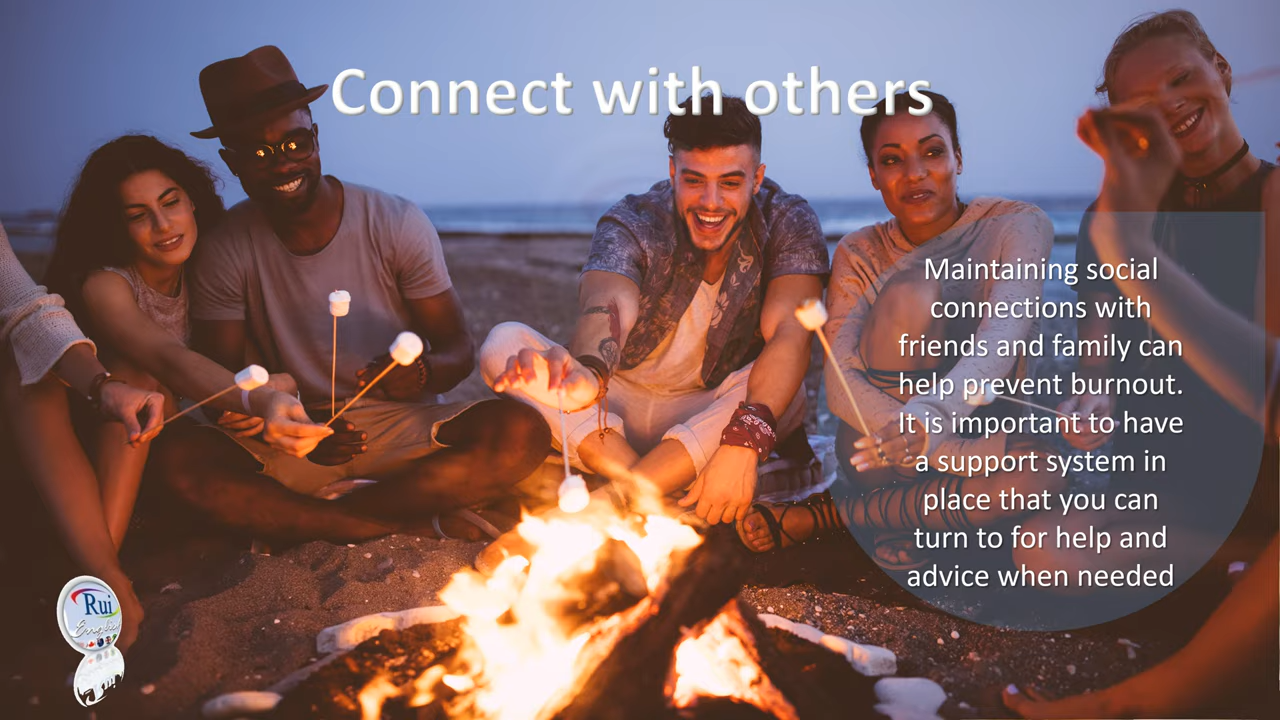 Connect with others
Maintaining social
connections with
friends and family can
help prevent burnout.
It is important to have
a support system in
place that you can
turn to for help and
advice when needed
Rui
English